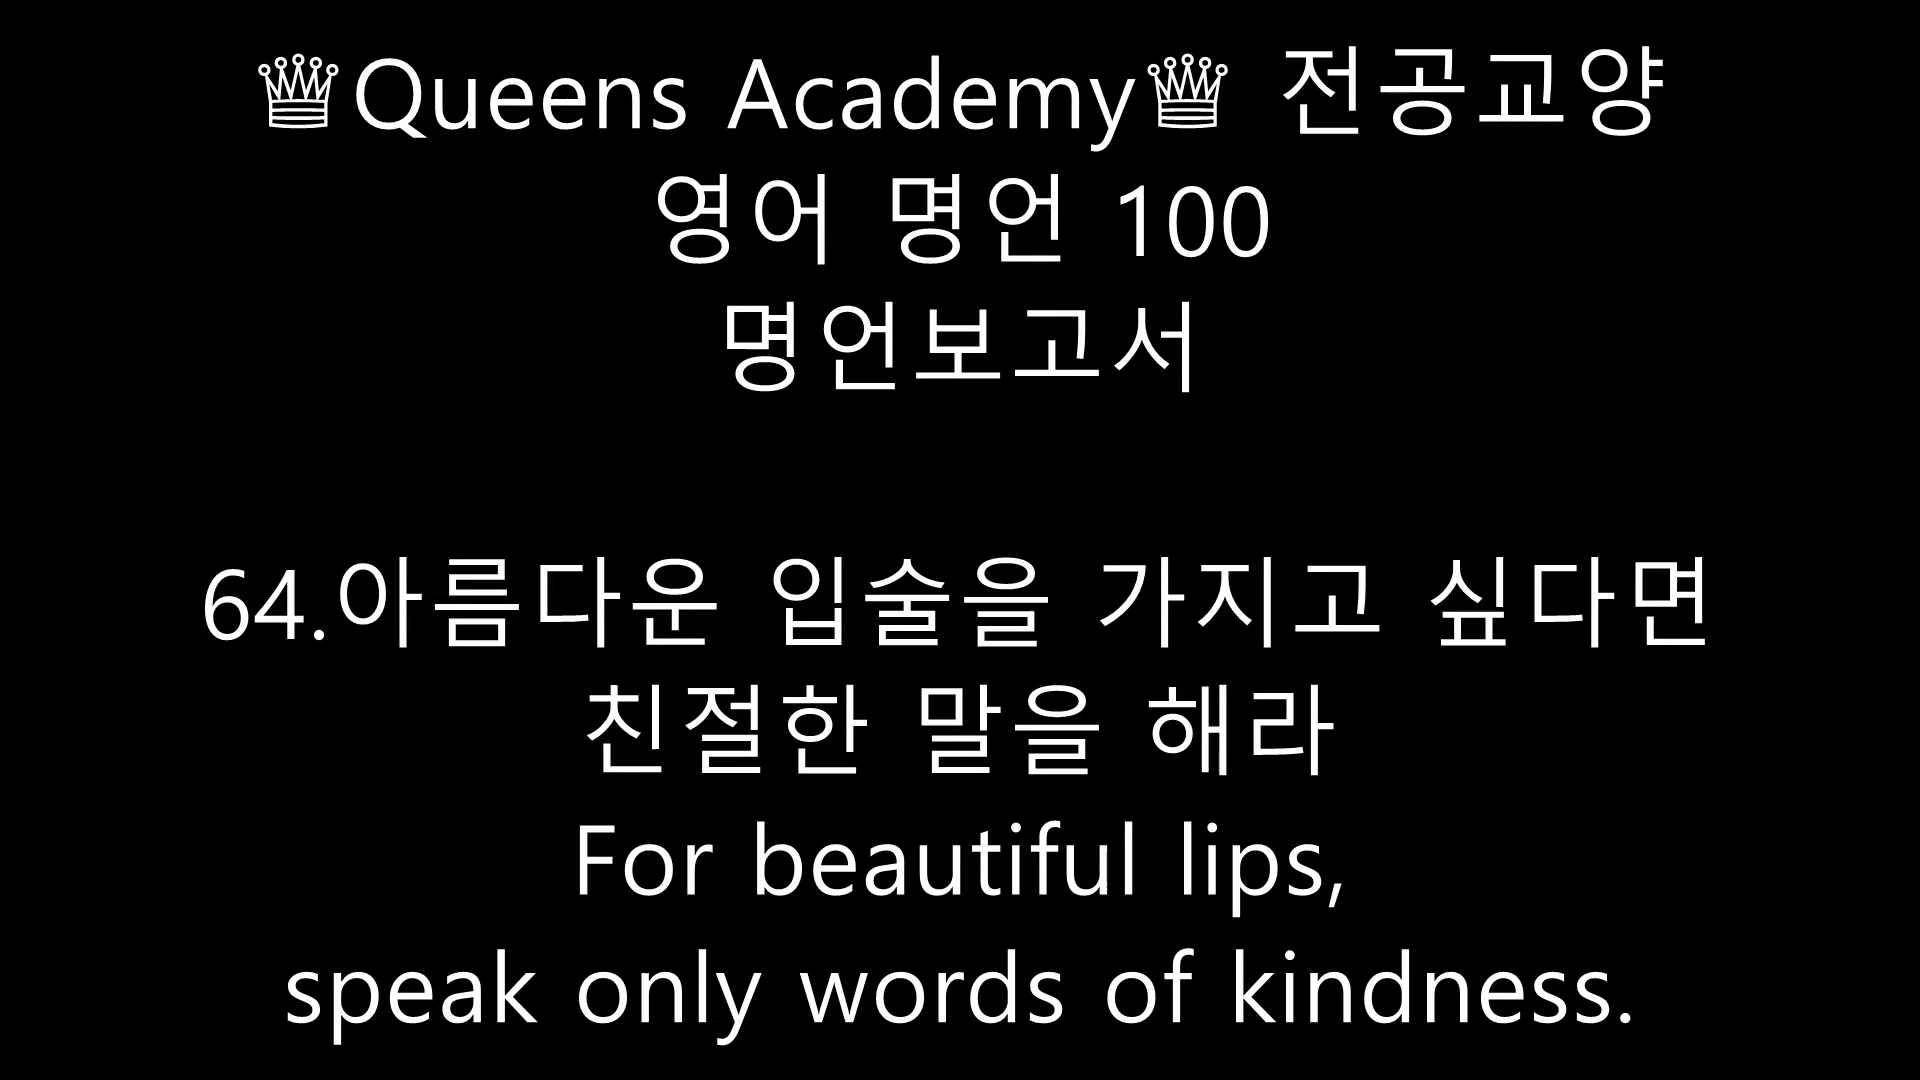 ♕Queens Academy♕ 전공교양
영어 명언 100
명언보고서
64.아름다운 입술을 가지고 싶다면
친절한 말을 해라
For beautiful lips,
speak only words of kindness.